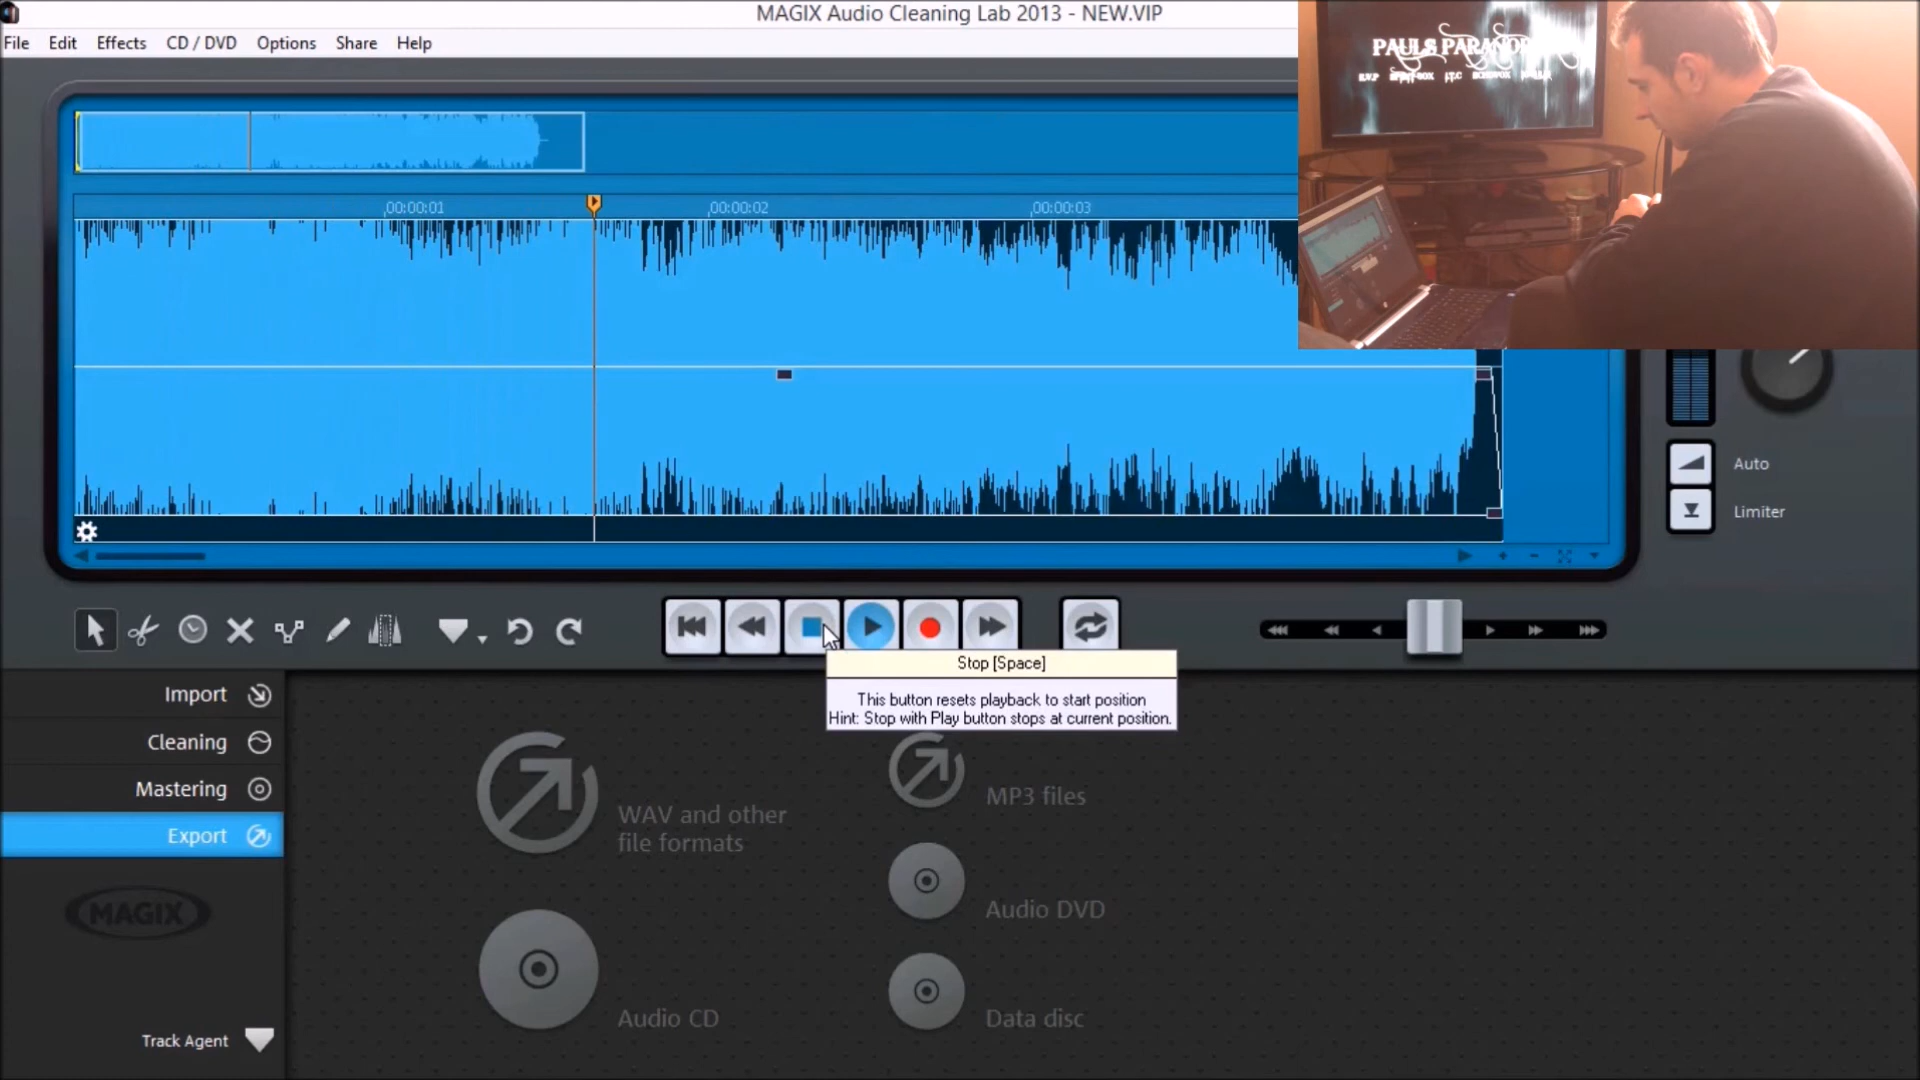 MAGIX Audio Cleaning Lab 2013 - NEW.VIP
File Edit Effects CD / DVD Options Share Help
PAULS
E.V.P
I.T.C
00:00:01 00:00:02 00:00:03
Auto
Limiter
Stop [Space]
This button resets playback to start position
Hint: Stop with Play button stops at current position.
Import
Cleaning
Mastering
Export
WAV and other
file formats
MP3 files
Audio DVD
MAGIX
Audio CD
Data disc
Track Agent